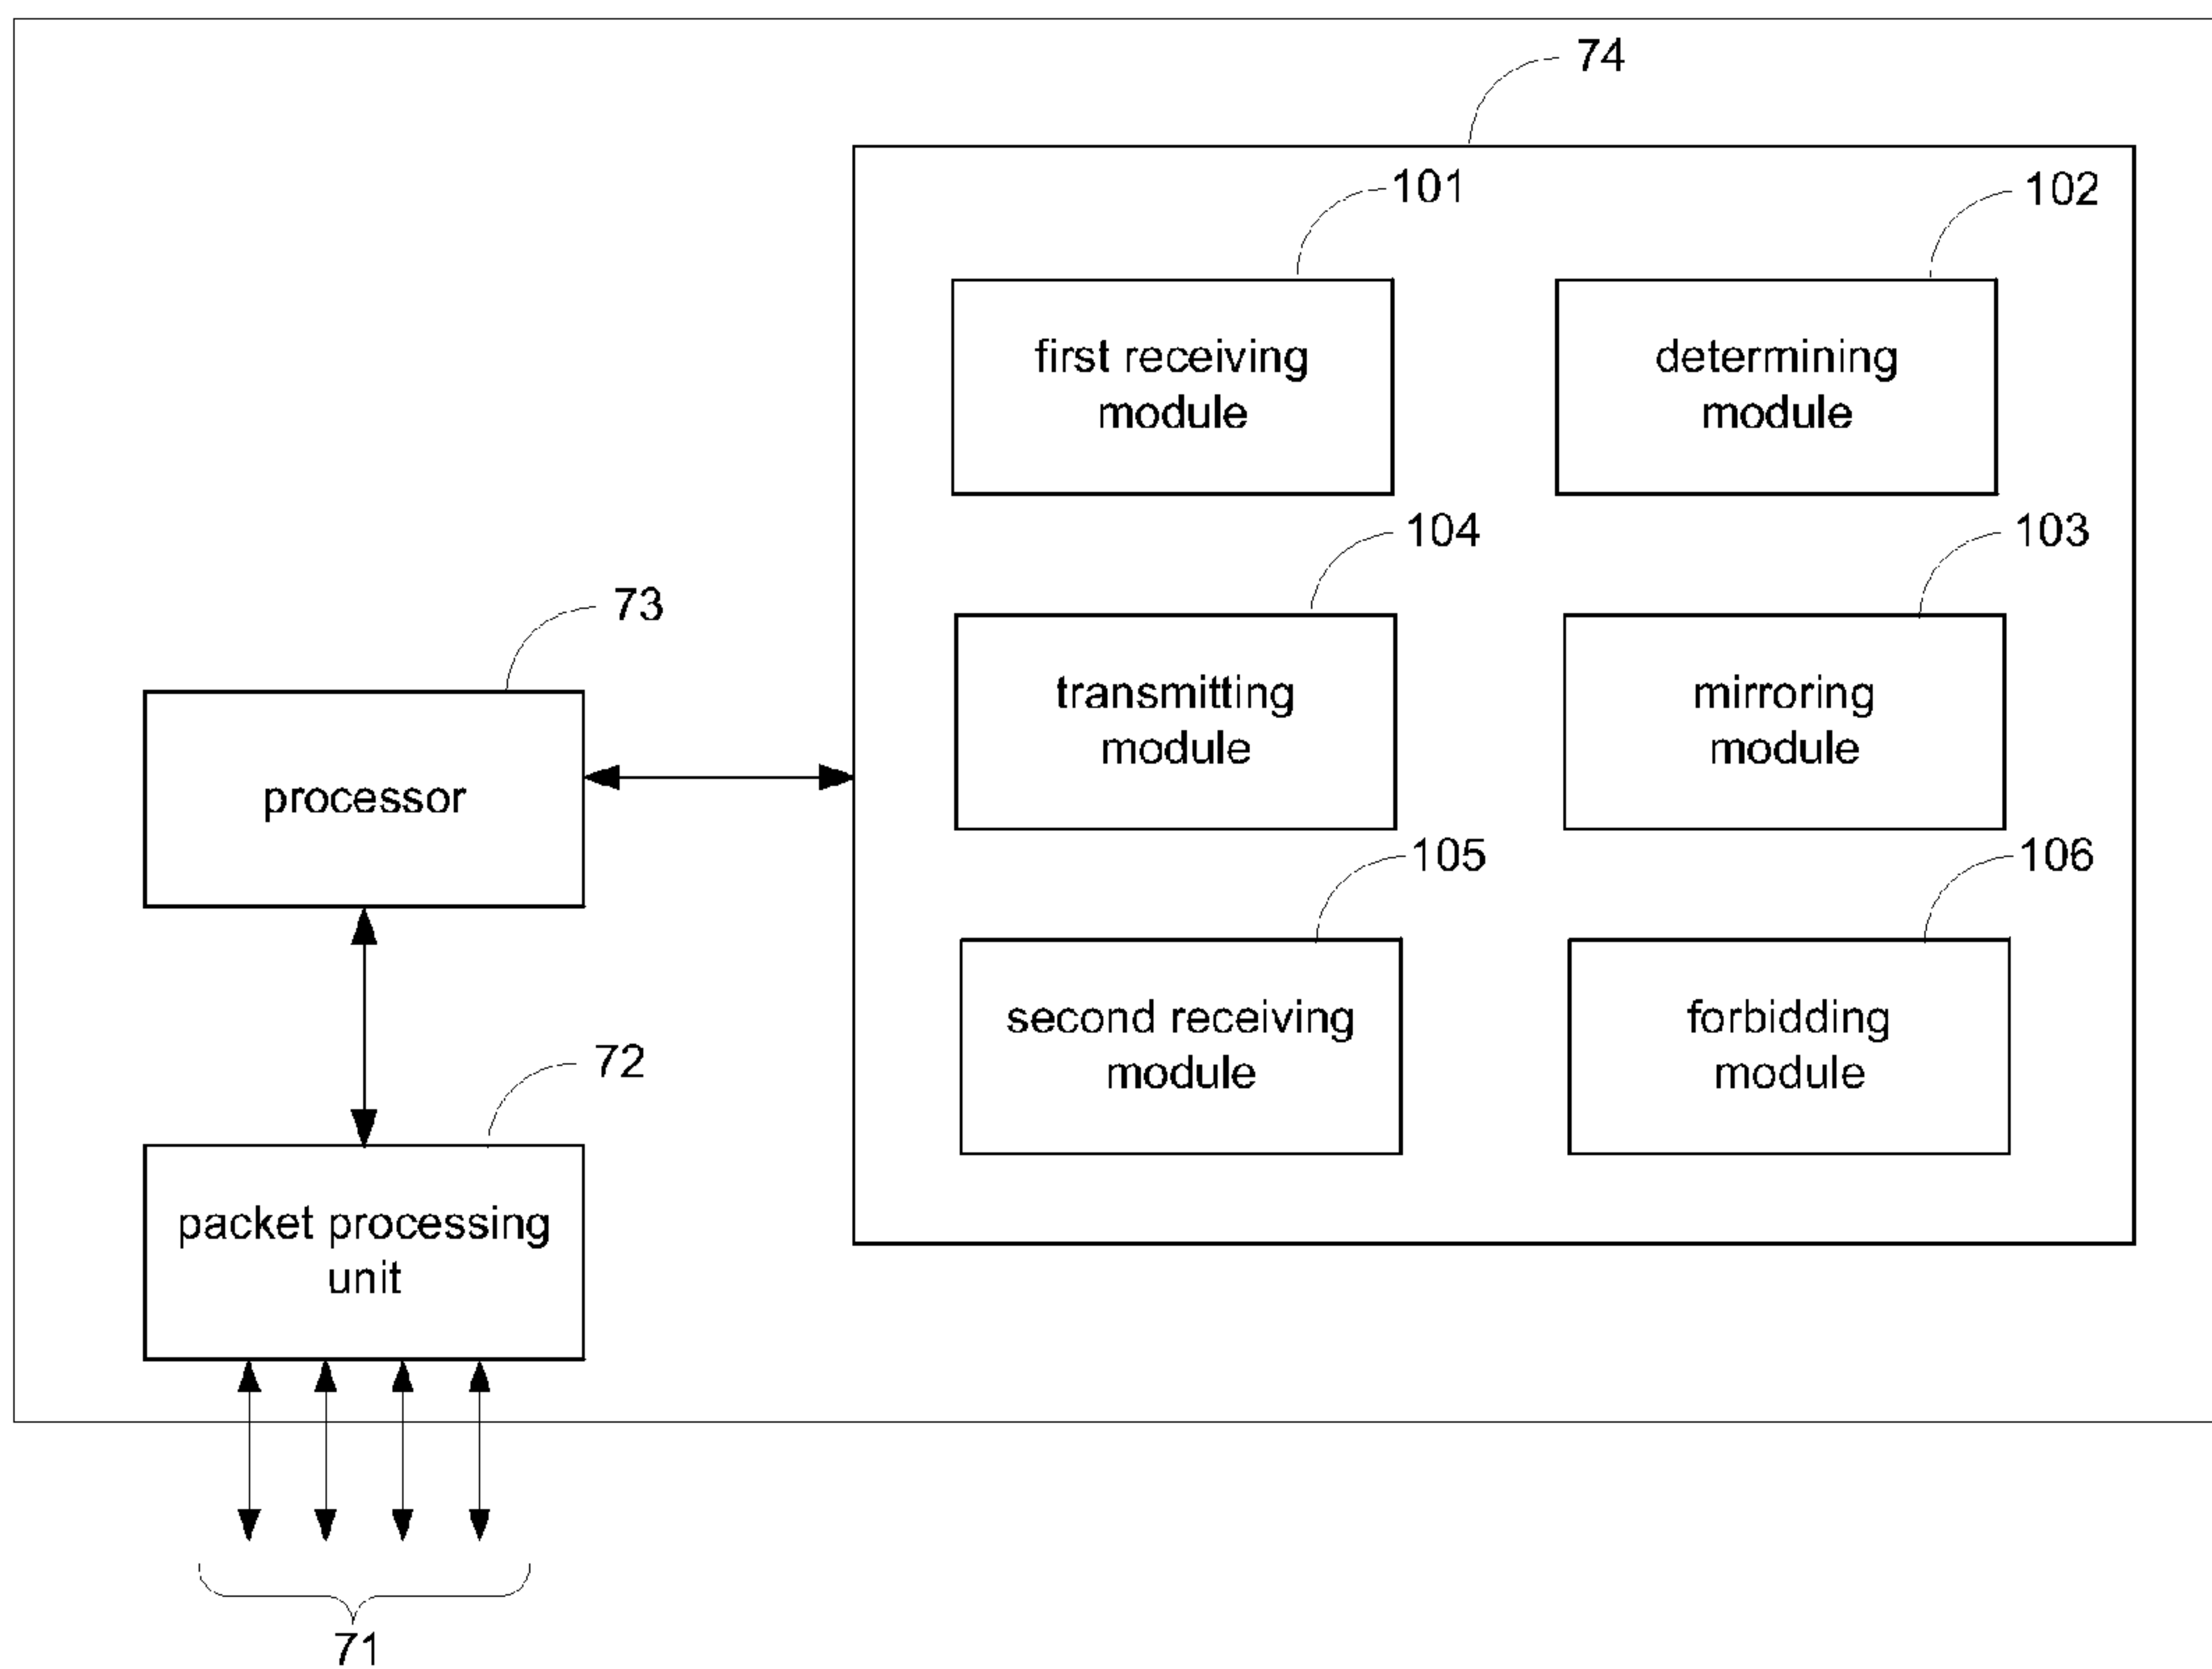 74
101
102
first receiving
module
determining
module
104
103
73
transmitting
module
mirroring
module
processor
105
106
second receiving
module
forbidding
module
72
packet processing
unit
71